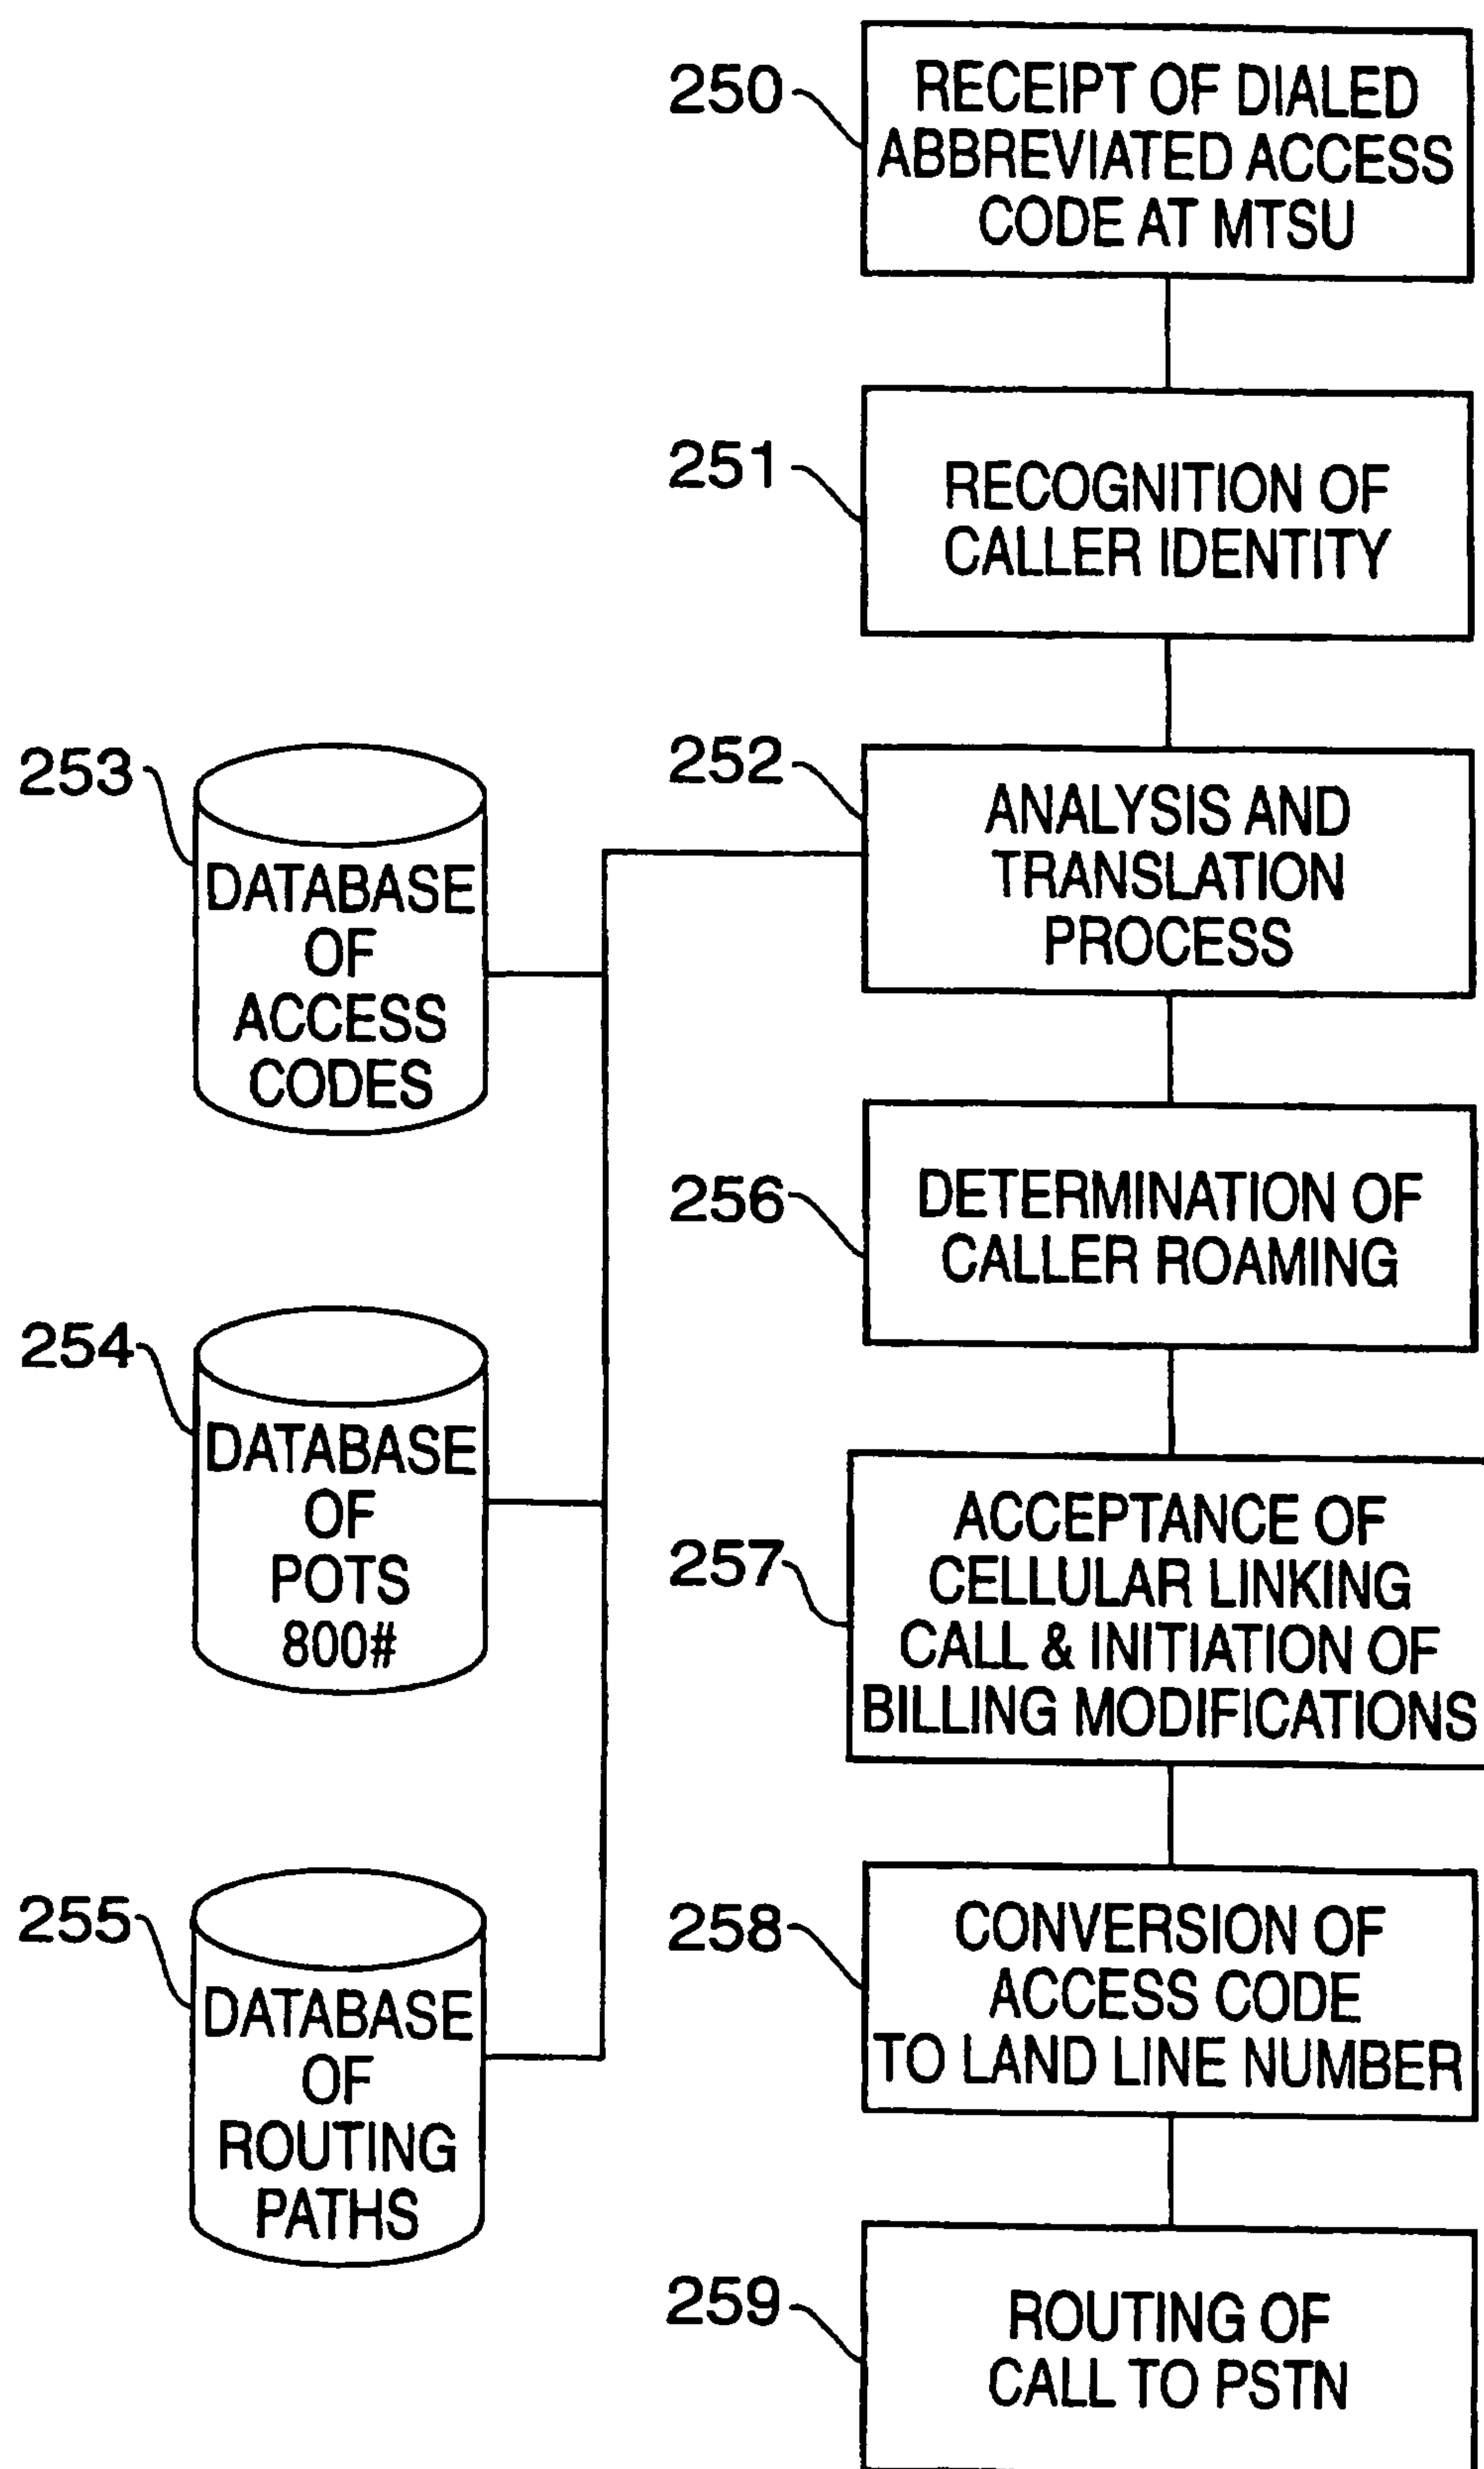 250
RECEIPT OF DIALED
ABBREVIATED ACCESS
CODE AT MTSU
251
RECOGNITION OF
CALLER IDENTITY
252
ANALYSIS AND
TRANSLATION
PROCESS
253
DATABASE
OF
ACCESS
CODES
256
DETERMINATION OF
CALLER ROAMING
254
DATABASE
OF
POTS
800#
257
ACCEPTANCE OF
CELLULAR LINKING
CALL & INITIATION OF
BILLING MODIFICATIONS
255
DATABASE
OF
ROUTING
PATHS
258
CONVERSION OF
ACCESS CODE
TO LAND LINE NUMBER
259
ROUTING OF
CALL TO PSTN